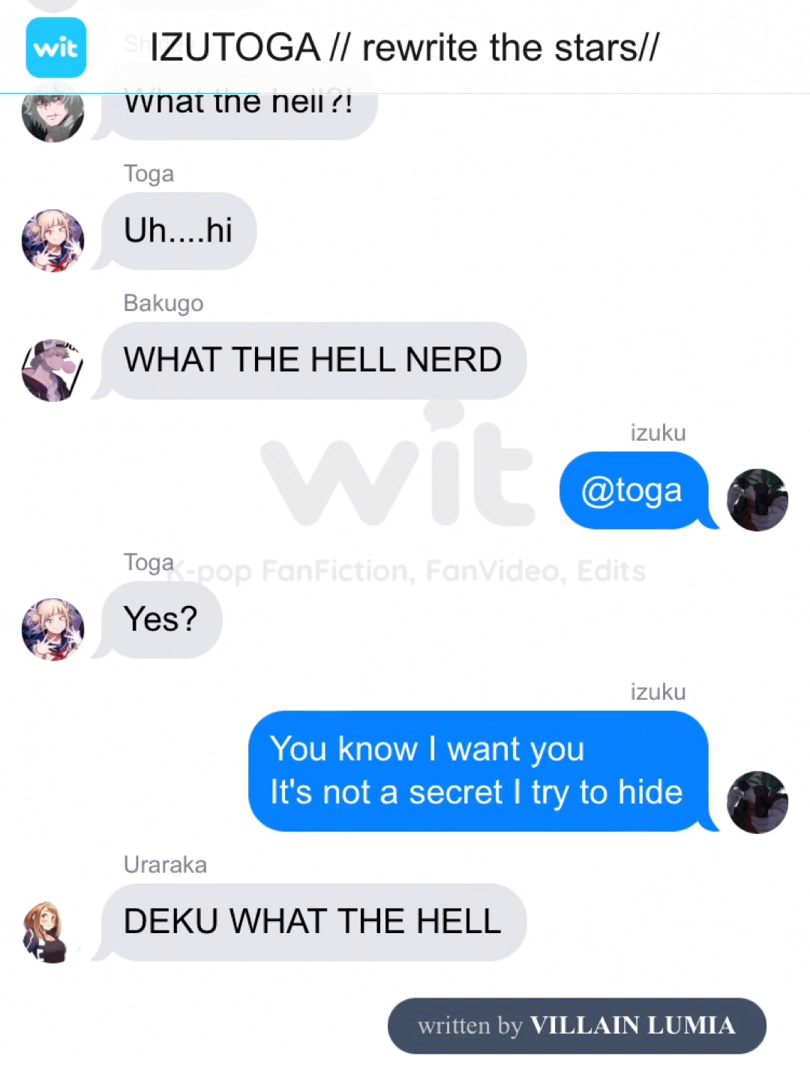 wit
IZUTOGA // rewrite the stars//
What the hell?!
Toga
Uh....hi
Bakugo
WHAT THE HELL NERD
izuku
@toga
wit
K-pop FanFiction, FanVideo, Edits
Toga
Yes?
izuku
You know I want you
It's not a secret I try to hide
Uraraka
DEKU WHAT THE HELL
written by VILLAIN LUMIA